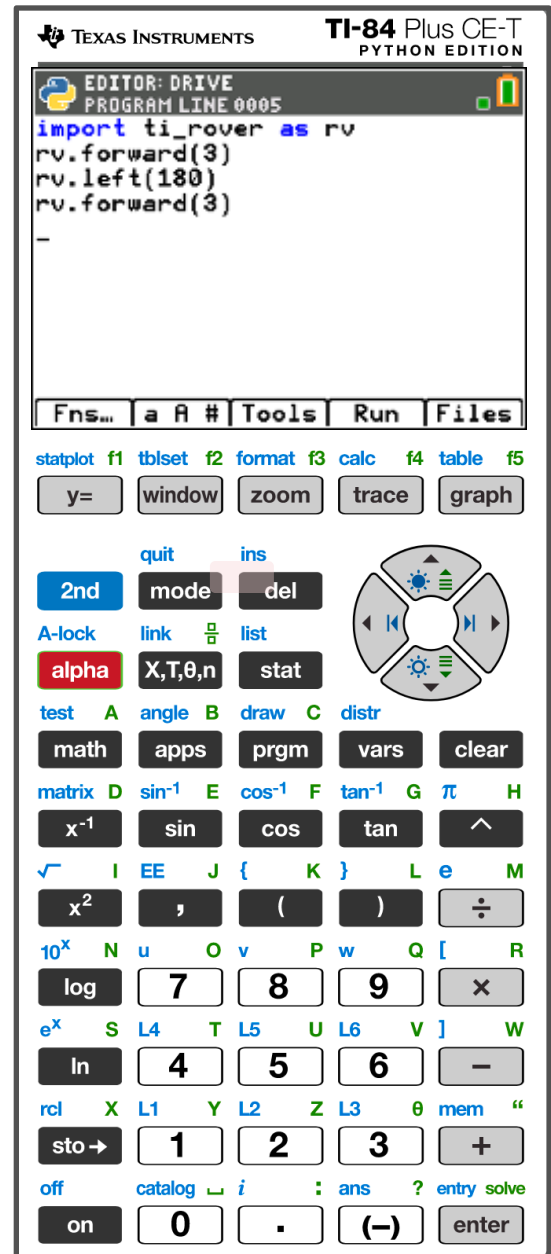 TEXAS INSTRUMENTS
TI-84 Plus CE-T
PYTHON EDITION
EDITOR: DRIVE
PROGRAM LINE 0005
import ti_rover as rv
rv.forward(3)
rv.left(180)
rv.forward(3)
_
Fns… a A # Tools Run Files
statplot f1 tblset f2 format f3 calc f4 table f5
y= window zoom trace graph
quit ins
2nd mode del
A-lock link list
alpha X,T,θ,n stat
test A angle B draw C distr
math apps prgm vars clear
matrix D sin⁻¹ E cos⁻¹ F tan⁻¹ G π H
x⁻¹ sin cos tan ^
√ I EE J { K } L e M
x² , ( ) ÷
10ˣ N u O v P w Q [ R
log 7 8 9 ×
eˣ S L4 T L5 U L6 V ] W
ln 4 5 6 −
rcl X L1 Y L2 Z L3 θ mem “
sto→ 1 2 3 +
off catalog ⎵ i : ans ? entry solve
on 0 . (−) enter